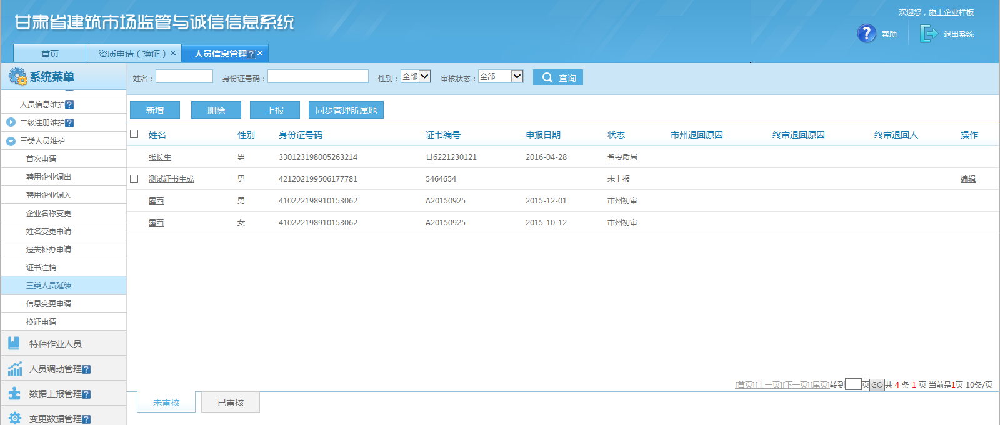 甘肃省建筑市场监管与诚信信息系统
欢迎您，施工企业样板
? 帮助 退出系统
首页 资质申请（换证）× 人员信息管理?×
系统菜单
姓名： 身份证号码： 性别：全部 审核状态：全部 查询
人员信息维护?
二级注册维护?
三类人员维护
首次申请
聘用企业调出
聘用企业调入
企业名称变更
姓名变更申请
遗失补办申请
证书注销
三类人员延续
信息变更申请
换证申请
特种作业人员
人员调动管理?
数据上报管理?
变更数据管理?
新增 删除 上报 同步管理所属地
姓名 性别 身份证号码 证书编号 申报日期 状态 市州退回原因 终审退回原因 终审退回人 操作
张长生 男 330123198005263214 甘6221230121 2016-04-28 省安质局
测试证书生成 男 421202199506177781 5464654 未上报 编辑
露西 男 410222198910153062 A20150925 2015-12-01 市州初审
露西 女 410222198910153062 A20150925 2015-10-12 市州初审
[首页][上一页][下一页][尾页]转到 页GO共 4 条 1 页 当前是1页 10条/页
未审核 已审核